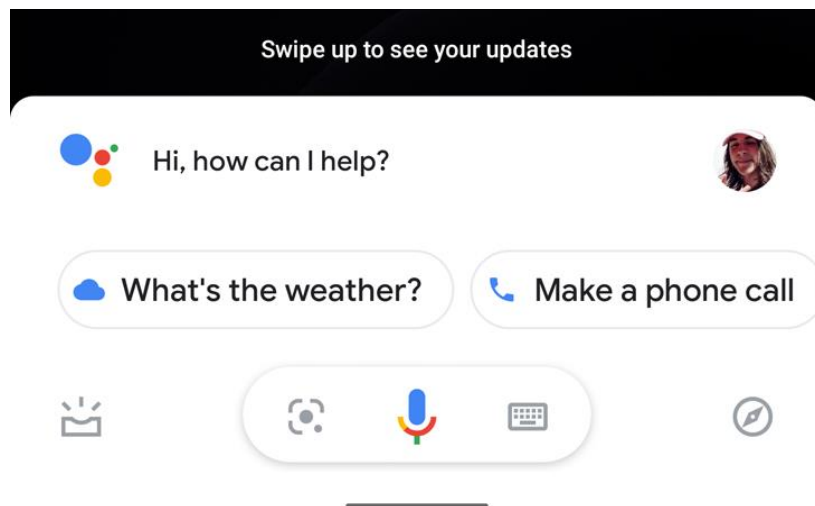 Swipe up to see your updates
Hi, how can I help?
What's the weather?
Make a phone call